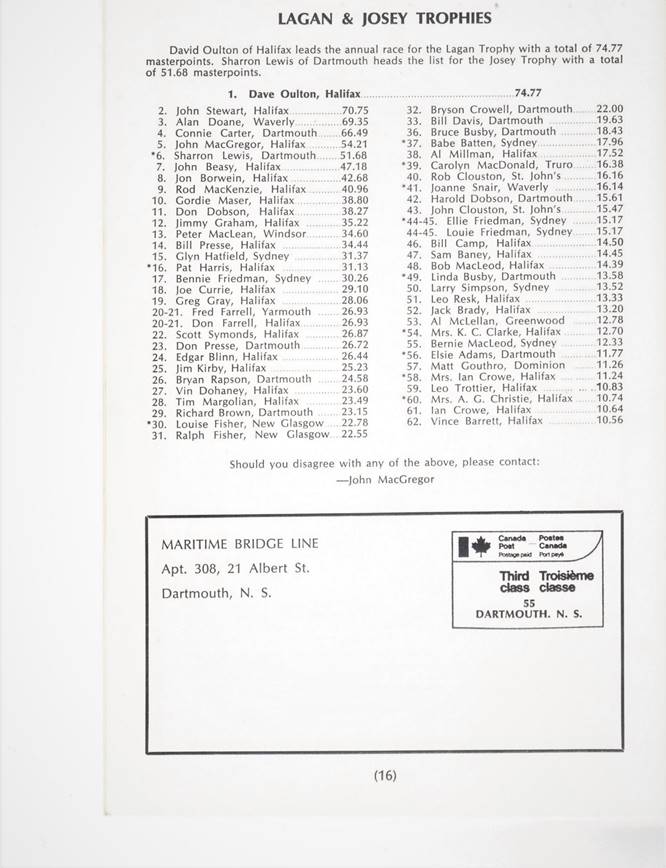 LAGAN & JOSEY TROPHIES
David Oulton of Halifax leads the annual race for the Lagan Trophy with a total of 74.77
masterpoints. Sharron Lewis of Dartmouth heads the list for the Josey Trophy with a total
of 51.68 masterpoints.
1. Dave Oulton, Halifax 74.77
2. John Stewart, Halifax 70.75
3. Alan Doane, Waverly 69.35
4. Connie Carter, Dartmouth 66.49
5. John MacGregor, Halifax 54.21
*6. Sharron Lewis, Dartmouth 51.68
7. John Beasy, Halifax 47.18
8. Jon Borwein, Halifax 42.68
9. Rod MacKenzie, Halifax 40.96
10. Gordie Maser, Halifax 38.80
11. Don Dobson, Halifax 38.27
12. Jimmy Graham, Halifax 35.22
13. Peter MacLean, Windsor 34.60
14. Bill Presse, Halifax 34.44
15. Glyn Hatfield, Sydney 31.37
*16. Pat Harris, Halifax 31.13
17. Bennie Friedman, Sydney 30.26
18. Joe Currie, Halifax 29.10
19. Greg Gray, Halifax 28.06
20-21. Fred Farrell, Yarmouth 26.93
20-21. Don Farrell, Halifax 26.93
22. Scott Symonds, Halifax 26.87
23. Don Presse, Dartmouth 26.72
24. Edgar Blinn, Halifax 26.44
25. Jim Kirby, Halifax 25.23
26. Bryan Rapson, Dartmouth 24.58
27. Vin Dohaney, Halifax 23.60
28. Tim Margolian, Halifax 23.49
29. Richard Brown, Dartmouth 23.15
*30. Louise Fisher, New Glasgow 22.78
31. Ralph Fisher, New Glasgow 22.55
32. Bryson Crowell, Dartmouth 22.00
33. Bill Davis, Dartmouth 19.63
36. Bruce Busby, Dartmouth 18.43
*37. Babe Batten, Sydney 17.96
38. Al Millman, Halifax 17.52
*39. Carolyn MacDonald, Truro 16.38
40. Rob Clouston, St. John's 16.16
*41. Joanne Snair, Waverly 16.14
42. Harold Dobson, Dartmouth 15.61
43. John Clouston, St. John's 15.47
*44-45. Ellie Friedman, Sydney 15.17
44-45. Louie Friedman, Sydney 15.17
46. Bill Camp, Halifax 14.50
47. Sam Baney, Halifax 14.45
48. Bob MacLeod, Halifax 14.39
*49. Linda Busby, Dartmouth 13.58
50. Larry Simpson, Sydney 13.52
51. Leo Resk, Halifax 13.33
52. Jack Brady, Halifax 13.20
53. Al McLellan, Greenwood 12.78
*54. Mrs. K. C. Clarke, Halifax 12.70
55. Bernie MacLeod, Sydney 12.33
*56. Elsie Adams, Dartmouth 11.77
57. Matt Gouthro, Dominion 11.26
*58. Mrs. Ian Crowe, Halifax 11.24
59. Leo Trottier, Halifax 10.83
*60. Mrs. A. G. Christie, Halifax 10.74
61. Ian Crowe, Halifax 10.64
62. Vince Barrett, Halifax 10.56
Should you disagree with any of the above, please contact:
—John MacGregor
MARITIME BRIDGE LINE
Apt. 308, 21 Albert St.
Dartmouth, N. S.
Canada Postes
Post Canada
Postage paid Port payé
Third Troisième
class classe
55
DARTMOUTH. N. S.
(16)